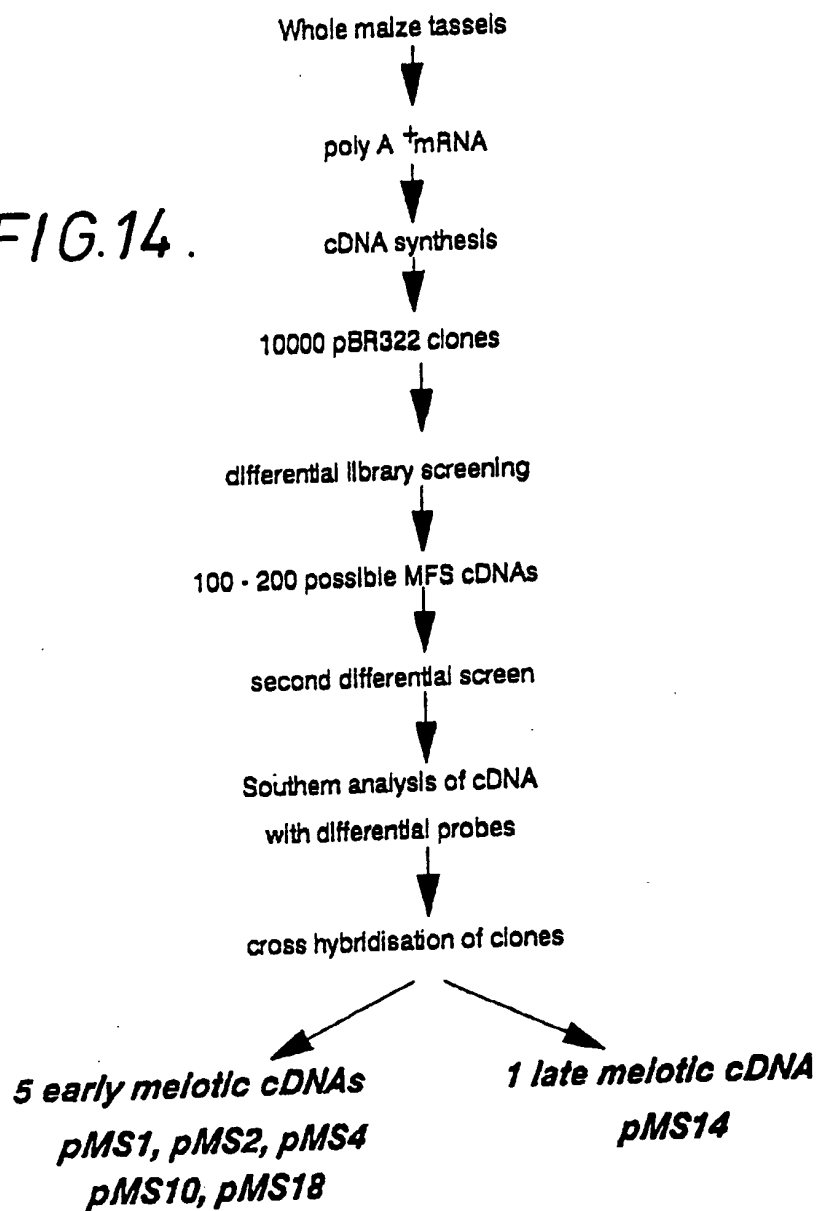 Whole maize tassels
poly A +mRNA
FIG.14.
cDNA synthesis
10000 pBR322 clones
differential library screening
100 - 200 possible MFS cDNAs
second differential screen
Southern analysis of cDNA
with differential probes
cross hybridisation of clones
5 early meiotic cDNAs
pMS1, pMS2, pMS4
pMS10, pMS18
1 late meiotic cDNA
pMS14